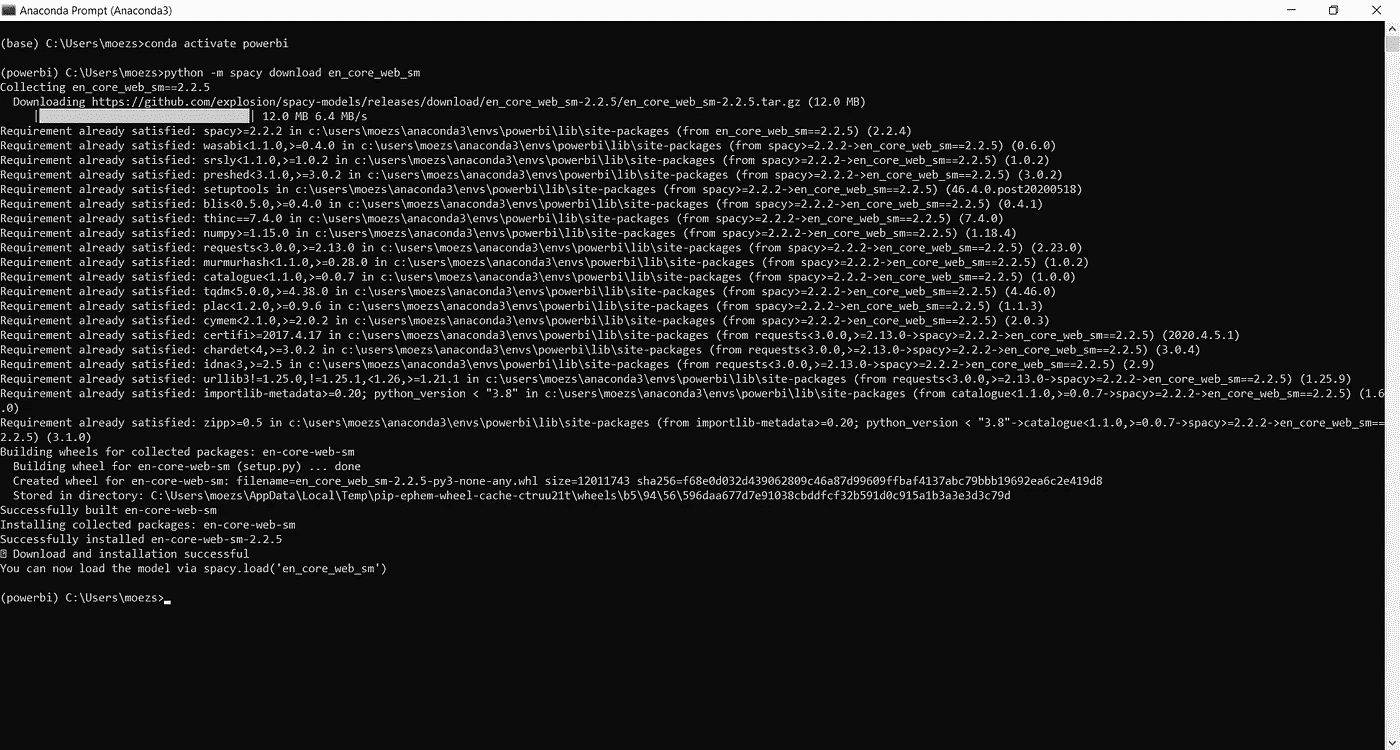 Anaconda Prompt (Anaconda3)
(base) C:\Users\moezs>conda activate powerbi
(powerbi) C:\Users\moezs>python -m spacy download en_core_web_sm
Collecting en_core_web_sm==2.2.5
Downloading https://github.com/explosion/spacy-models/releases/download/en_core_web_sm-2.2.5/en_core_web_sm-2.2.5.tar.gz (12.0 MB)
| | 12.0 MB 6.4 MB/s
Requirement already satisfied: spacy>=2.2.2 in c:\users\moezs\anaconda3\envs\powerbi\lib\site-packages (from en_core_web_sm==2.2.5) (2.2.4)
Requirement already satisfied: wasabi<1.1.0,>=0.4.0 in c:\users\moezs\anaconda3\envs\powerbi\lib\site-packages (from spacy>=2.2.2->en_core_web_sm==2.2.5) (0.6.0)
Requirement already satisfied: srsly<1.1.0,>=1.0.2 in c:\users\moezs\anaconda3\envs\powerbi\lib\site-packages (from spacy>=2.2.2->en_core_web_sm==2.2.5) (1.0.2)
Requirement already satisfied: preshed<3.1.0,>=3.0.2 in c:\users\moezs\anaconda3\envs\powerbi\lib\site-packages (from spacy>=2.2.2->en_core_web_sm==2.2.5) (3.0.2)
Requirement already satisfied: setuptools in c:\users\moezs\anaconda3\envs\powerbi\lib\site-packages (from spacy>=2.2.2->en_core_web_sm==2.2.5) (46.4.0.post20200518)
Requirement already satisfied: blis<0.5.0,>=0.4.0 in c:\users\moezs\anaconda3\envs\powerbi\lib\site-packages (from spacy>=2.2.2->en_core_web_sm==2.2.5) (0.4.1)
Requirement already satisfied: thinc==7.4.0 in c:\users\moezs\anaconda3\envs\powerbi\lib\site-packages (from spacy>=2.2.2->en_core_web_sm==2.2.5) (7.4.0)
Requirement already satisfied: numpy>=1.15.0 in c:\users\moezs\anaconda3\envs\powerbi\lib\site-packages (from spacy>=2.2.2->en_core_web_sm==2.2.5) (1.18.4)
Requirement already satisfied: requests<3.0.0,>=2.13.0 in c:\users\moezs\anaconda3\envs\powerbi\lib\site-packages (from spacy>=2.2.2->en_core_web_sm==2.2.5) (2.23.0)
Requirement already satisfied: murmurhash<1.1.0,>=0.28.0 in c:\users\moezs\anaconda3\envs\powerbi\lib\site-packages (from spacy>=2.2.2->en_core_web_sm==2.2.5) (1.0.2)
Requirement already satisfied: catalogue<1.1.0,>=0.0.7 in c:\users\moezs\anaconda3\envs\powerbi\lib\site-packages (from spacy>=2.2.2->en_core_web_sm==2.2.5) (1.0.0)
Requirement already satisfied: tqdm<5.0.0,>=4.38.0 in c:\users\moezs\anaconda3\envs\powerbi\lib\site-packages (from spacy>=2.2.2->en_core_web_sm==2.2.5) (4.46.0)
Requirement already satisfied: plac<1.2.0,>=0.9.6 in c:\users\moezs\anaconda3\envs\powerbi\lib\site-packages (from spacy>=2.2.2->en_core_web_sm==2.2.5) (1.1.3)
Requirement already satisfied: cymem<2.1.0,>=2.0.2 in c:\users\moezs\anaconda3\envs\powerbi\lib\site-packages (from spacy>=2.2.2->en_core_web_sm==2.2.5) (2.0.3)
Requirement already satisfied: certifi>=2017.4.17 in c:\users\moezs\anaconda3\envs\powerbi\lib\site-packages (from requests<3.0.0,>=2.13.0->spacy>=2.2.2->en_core_web_sm==2.2.5) (2020.4.5.1)
Requirement already satisfied: chardet<4,>=3.0.2 in c:\users\moezs\anaconda3\envs\powerbi\lib\site-packages (from requests<3.0.0,>=2.13.0->spacy>=2.2.2->en_core_web_sm==2.2.5) (3.0.4)
Requirement already satisfied: idna<3,>=2.5 in c:\users\moezs\anaconda3\envs\powerbi\lib\site-packages (from requests<3.0.0,>=2.13.0->spacy>=2.2.2->en_core_web_sm==2.2.5) (2.9)
Requirement already satisfied: urllib3!=1.25.0,!=1.25.1,<1.26,>=1.21.1 in c:\users\moezs\anaconda3\envs\powerbi\lib\site-packages (from requests<3.0.0,>=2.13.0->spacy>=2.2.2->en_core_web_sm==2.2.5) (1.25.9)
Requirement already satisfied: importlib-metadata>=0.20; python_version < "3.8" in c:\users\moezs\anaconda3\envs\powerbi\lib\site-packages (from catalogue<1.1.0,>=0.0.7->spacy>=2.2.2->en_core_web_sm==2.2.5) (1.6
.0)
Requirement already satisfied: zipp>=0.5 in c:\users\moezs\anaconda3\envs\powerbi\lib\site-packages (from importlib-metadata>=0.20; python_version < "3.8"->catalogue<1.1.0,>=0.0.7->spacy>=2.2.2->en_core_web_sm==
2.2.5) (3.1.0)
Building wheels for collected packages: en-core-web-sm
Building wheel for en-core-web-sm (setup.py) ... done
Created wheel for en-core-web-sm: filename=en_core_web_sm-2.2.5-py3-none-any.whl size=12011743 sha256=f68e0d032d439062809c46a87d99609ffbaf4137abc79bbb19692ea6c2e419d8
Stored in directory: C:\Users\moezs\AppData\Local\Temp\pip-ephem-wheel-cache-ctruu21t\wheels\b5\94\56\596daa677d7e91038cbddfcf32b591d0c915a1b3a3e3d3c79d
Successfully built en-core-web-sm
Installing collected packages: en-core-web-sm
Successfully installed en-core-web-sm-2.2.5
Download and installation successful
You can now load the model via spacy.load('en_core_web_sm')
(powerbi) C:\Users\moezs>